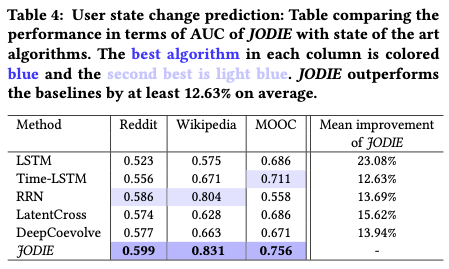 Table 4: User state change prediction: Table comparing the
performance in terms of AUC of JODIE with state of the art
algorithms. The best algorithm in each column is colored
blue and the second best is light blue. JODIE outperforms
the baselines by at least 12.63% on average.
Method Reddit Wikipedia MOOC Mean improvement
of JODIE
LSTM 0.523 0.575 0.686 23.08%
Time-LSTM 0.556 0.671 0.711 12.63%
RRN 0.586 0.804 0.558 13.69%
LatentCross 0.574 0.628 0.686 15.62%
DeepCoevolve 0.577 0.663 0.671 13.94%
JODIE 0.599 0.831 0.756 -